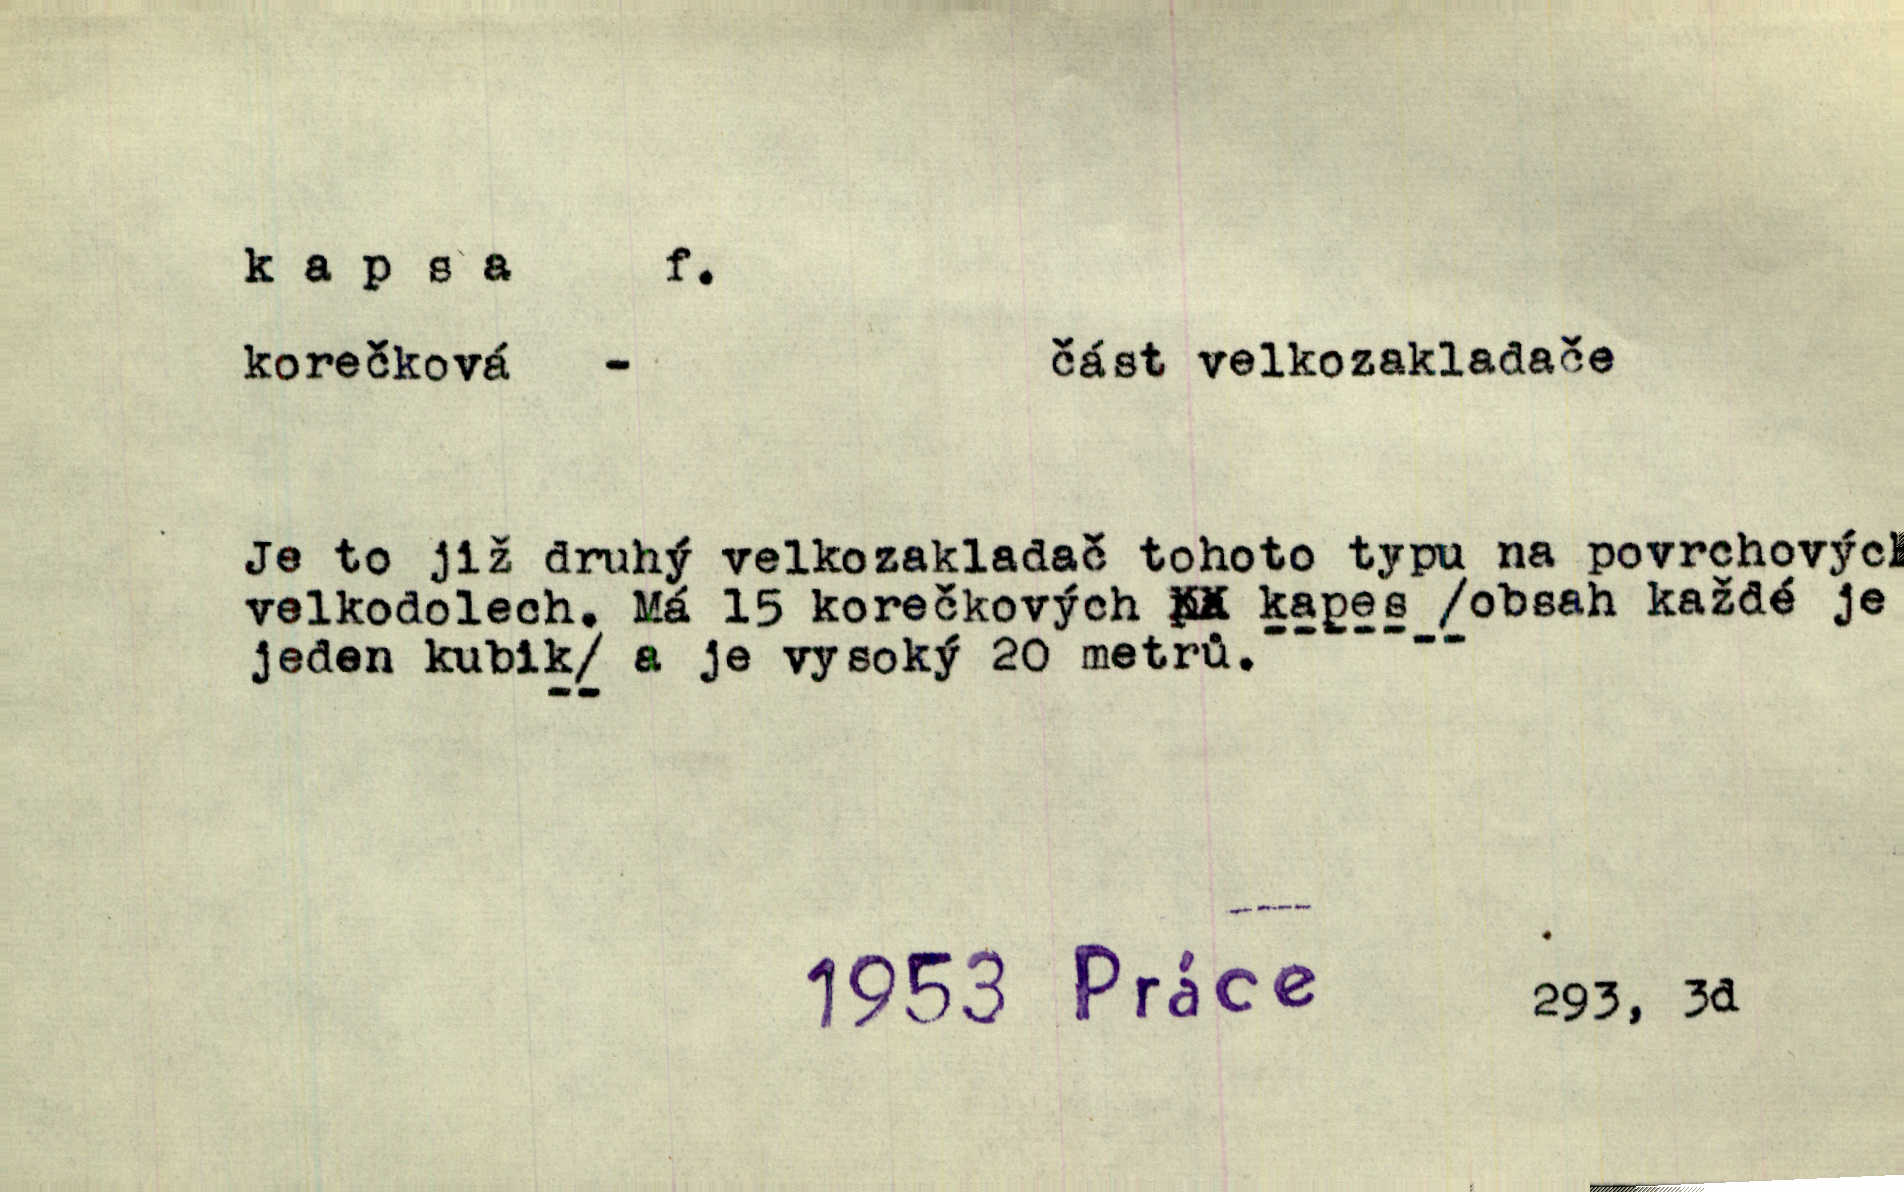 k a p s a f.
korečková - část velkozakladače
Je to již druhý velkozakladač tohoto typu na povrchových
velkodolech. Má 15 korečkových kapes /obsah každé je
jeden kubik/ a je vysoký 20 metrů.
1953 Práce 293, 3d